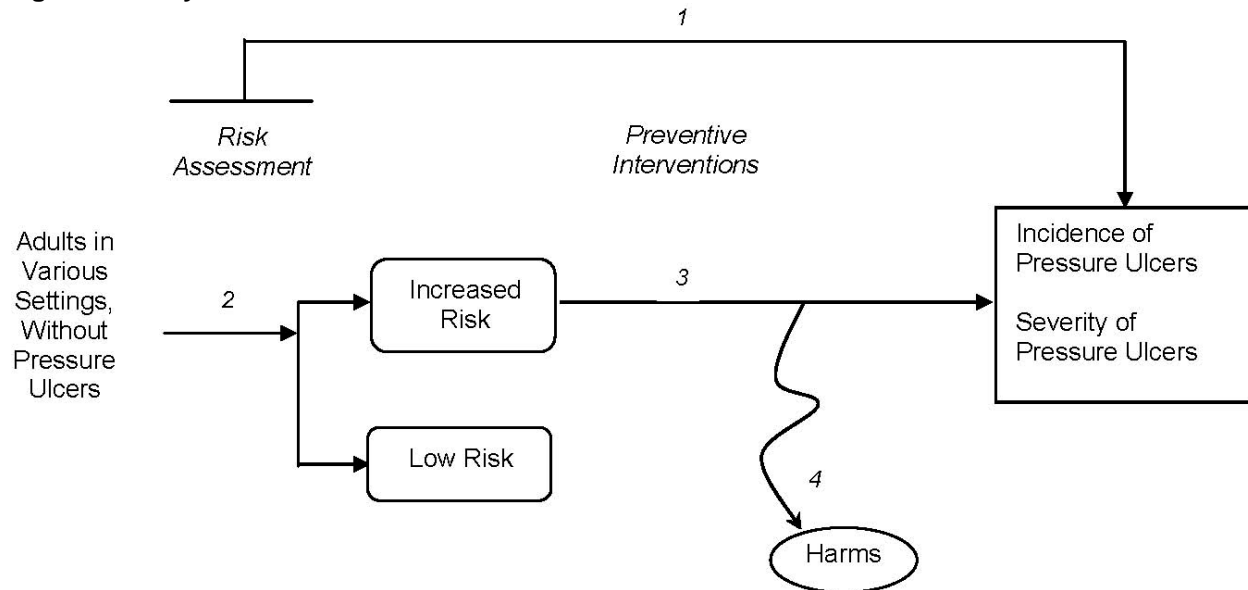 1
Risk
Assessment
Preventive
Interventions
Adults in
Various
Settings,
Without
Pressure
Ulcers
2
Increased
Risk
3
Incidence of
Pressure Ulcers
Severity of
Pressure Ulcers
Low Risk
4
Harms